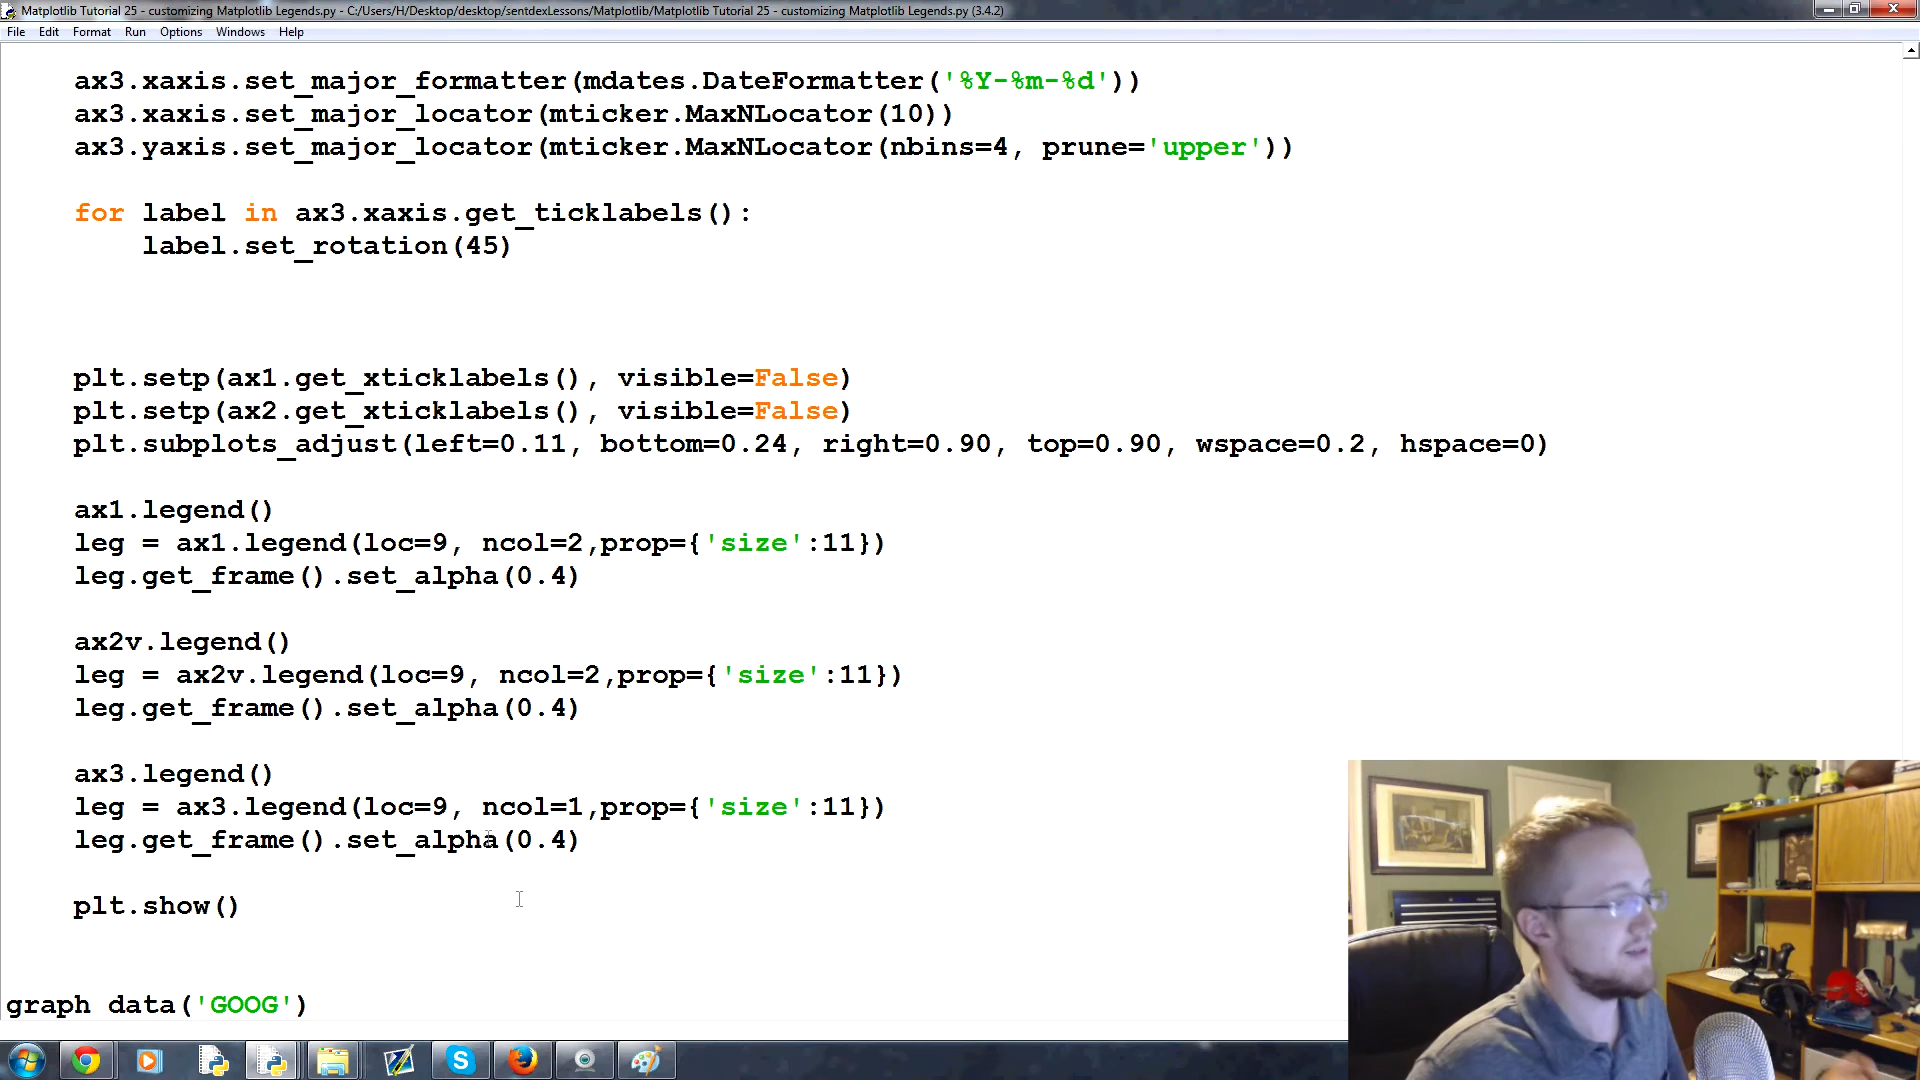 Matplotlib Tutorial 25 - customizing Matplotlib Legends.py - C:/Users/H/Desktop/desktop/sentdexLessons/Matplotlib/Matplotlib Tutorial 25 - customizing Matplotlib Legends.py (3.4.2)
File Edit Format Run Options Windows Help
ax3.xaxis.set_major_formatter(mdates.DateFormatter('%Y-%m-%d'))
ax3.xaxis.set_major_locator(mticker.MaxNLocator(10))
ax3.yaxis.set_major_locator(mticker.MaxNLocator(nbins=4, prune='upper'))
for label in ax3.xaxis.get_ticklabels():
label.set_rotation(45)
plt.setp(ax1.get_xticklabels(), visible=False)
plt.setp(ax2.get_xticklabels(), visible=False)
plt.subplots_adjust(left=0.11, bottom=0.24, right=0.90, top=0.90, wspace=0.2, hspace=0)
ax1.legend()
leg = ax1.legend(loc=9, ncol=2,prop={'size':11})
leg.get_frame().set_alpha(0.4)
ax2v.legend()
leg = ax2v.legend(loc=9, ncol=2,prop={'size':11})
leg.get_frame().set_alpha(0.4)
ax3.legend()
leg = ax3.legend(loc=9, ncol=1,prop={'size':11})
leg.get_frame().set_alpha(0.4)
plt.show()
graph data('GOOG')